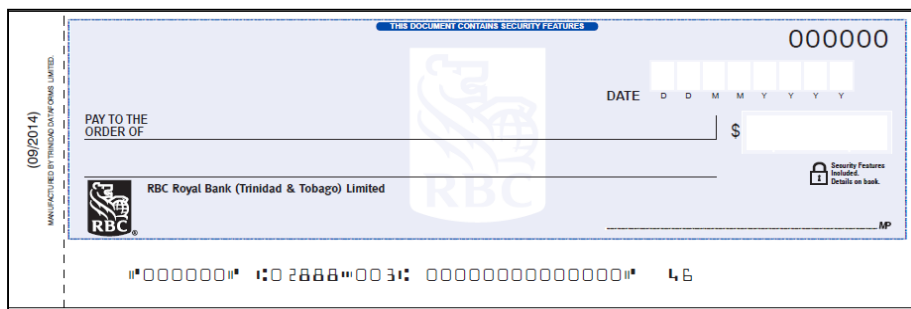 THIS DOCUMENT CONTAINS SECURITY FEATURES
000000
DATE
D D M M Y Y Y Y
PAY TO THE
ORDER OF
$
Security Features
Included.
Details on back.
RBC Royal Bank (Trinidad & Tobago) Limited
RBC
RBC®
MP
(09/2014)
MANUFACTURED BY TRINIDAD DATAFORMS LIMITED.
⑈000000⑈ ⑆02888⑉003⑆ 00000000000000⑈ 46